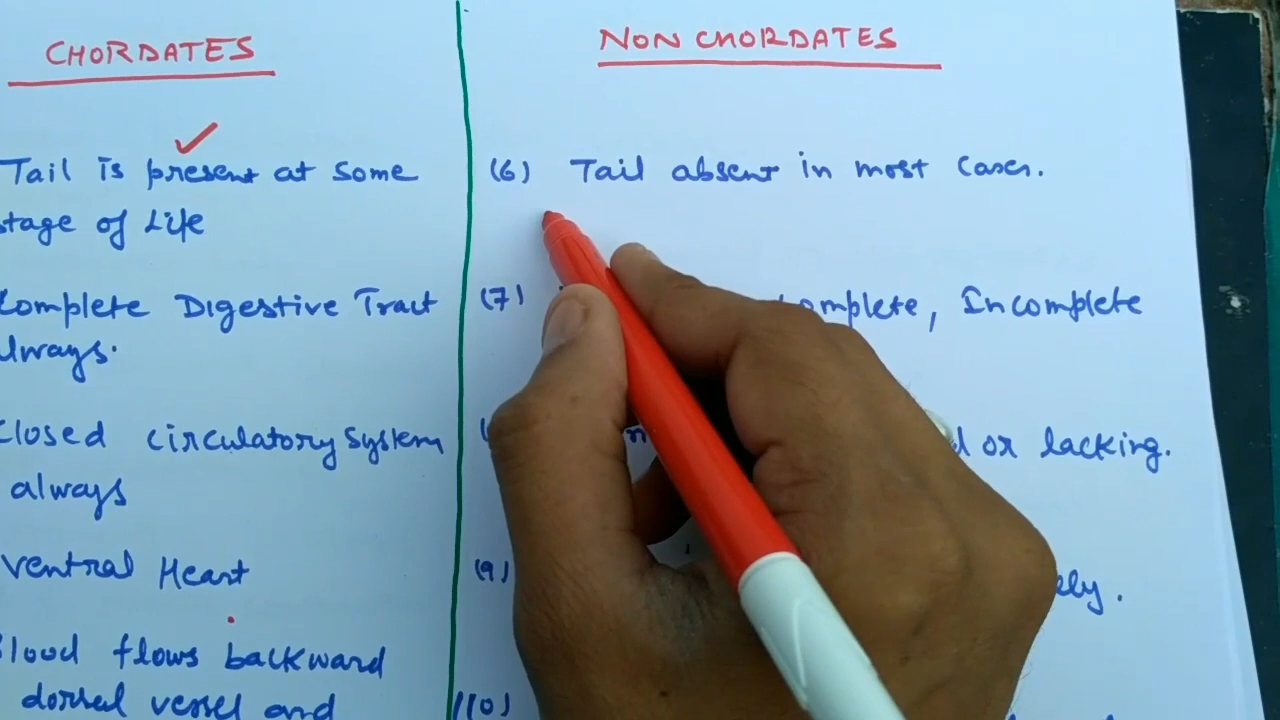 CHORDATES
NON CHORDATES
Tail is present at some
stage of Life
(6) Tail absent in most cases.
Complete Digestive Tract
always.
(7) complete, Incomplete
closed circulatory system
always
or lacking.
ventral Heart
(9)
Blood flows backward
dorsal vessel and
(10)